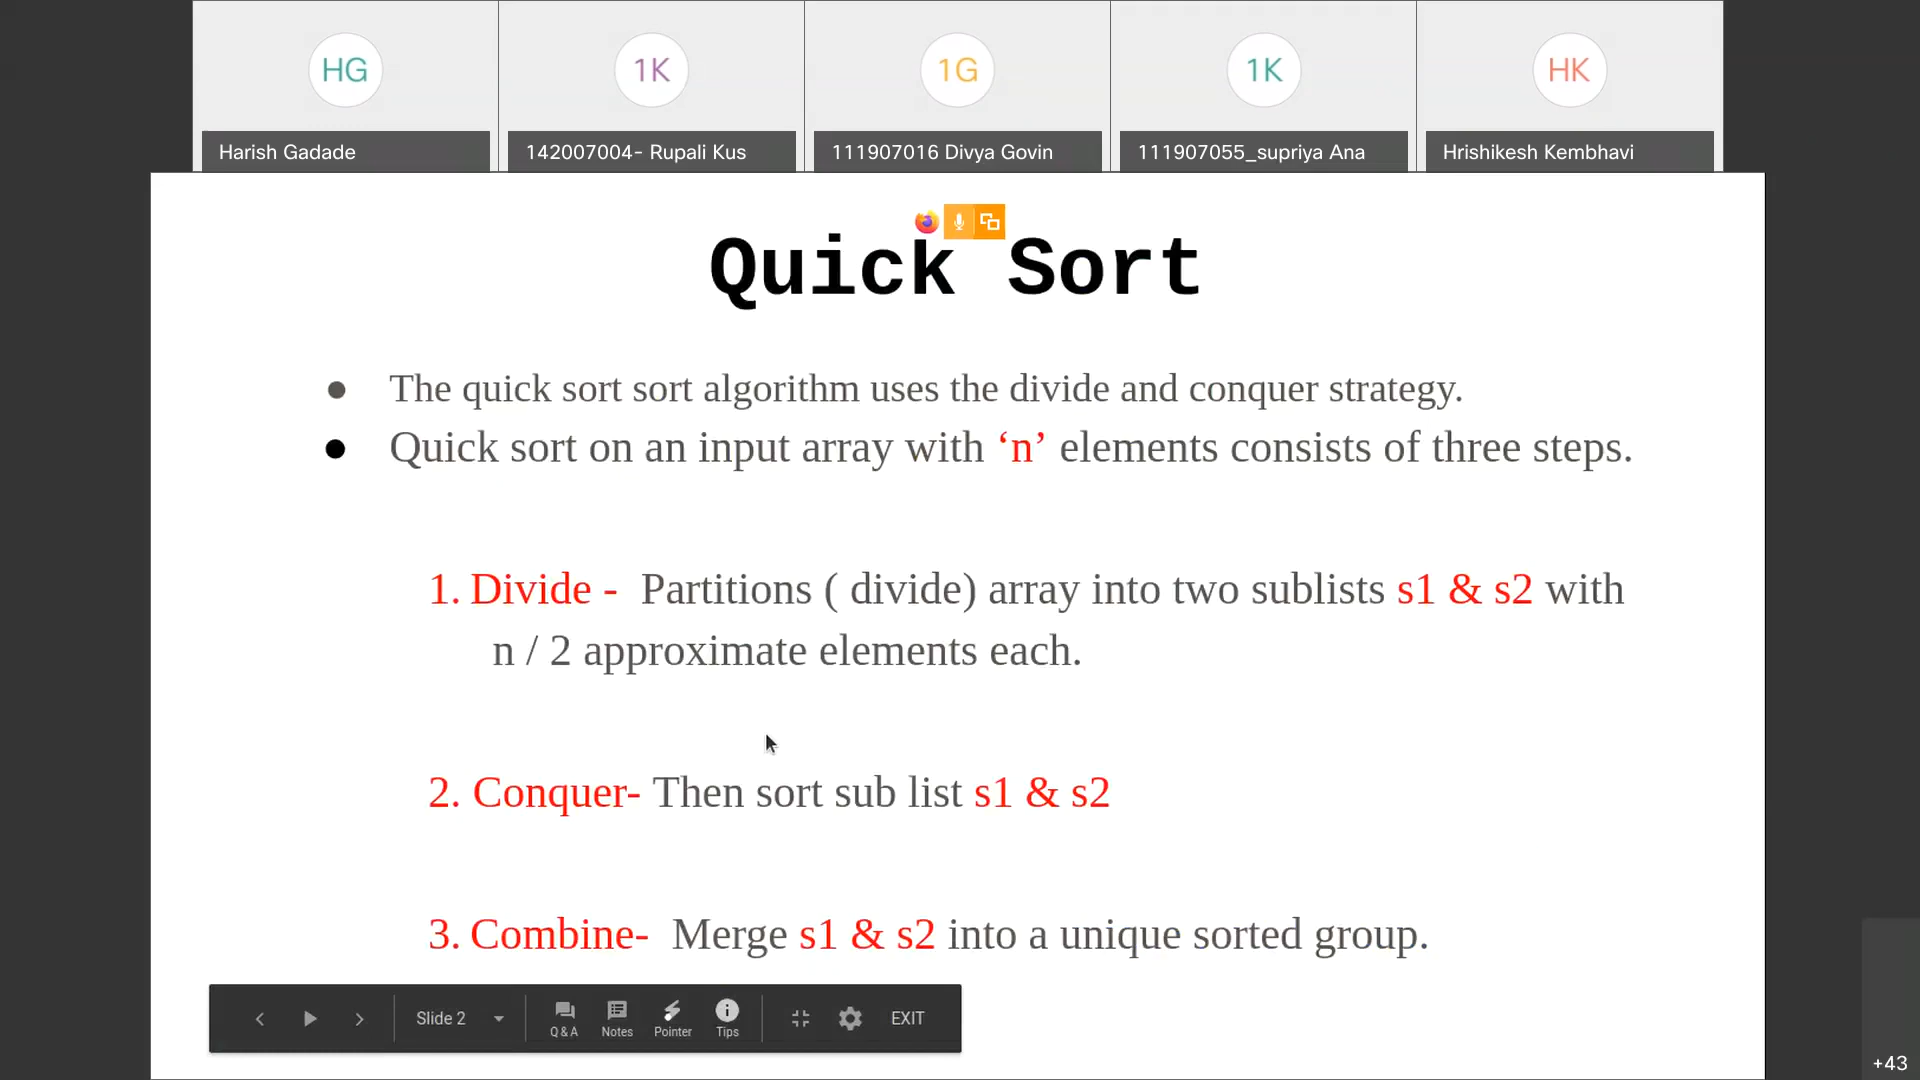 HG
1K
1G
1K
HK
Harish Gadade
142007004- Rupali Kus
111907016 Divya Govin
111907055_supriya Ana
Hrishikesh Kembhavi
Quick Sort
● The quick sort sort algorithm uses the divide and conquer strategy.
● Quick sort on an input array with ‘n’ elements consists of three steps.
1. Divide - Partitions ( divide) array into two sublists s1 & s2 with
n / 2 approximate elements each.
2. Conquer- Then sort sub list s1 & s2
3. Combine- Merge s1 & s2 into a unique sorted group.
Slide 2
Q & A
Notes
Pointer
Tips
EXIT
+43